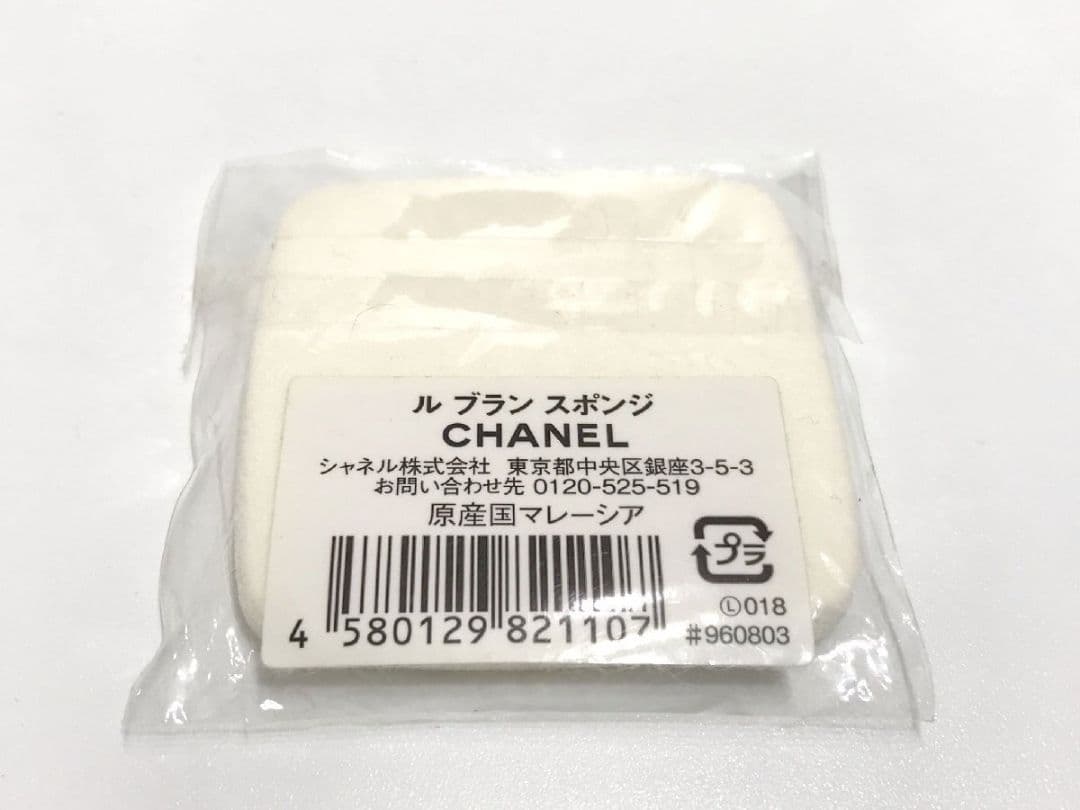 ル ブラン スポンジ
CHANEL
シャネル株式会社 東京都中央区銀座3-5-3
お問い合わせ先 0120-525-519
原産国マレーシア
プラ
Ⓛ018
4 580129 821107
#960803